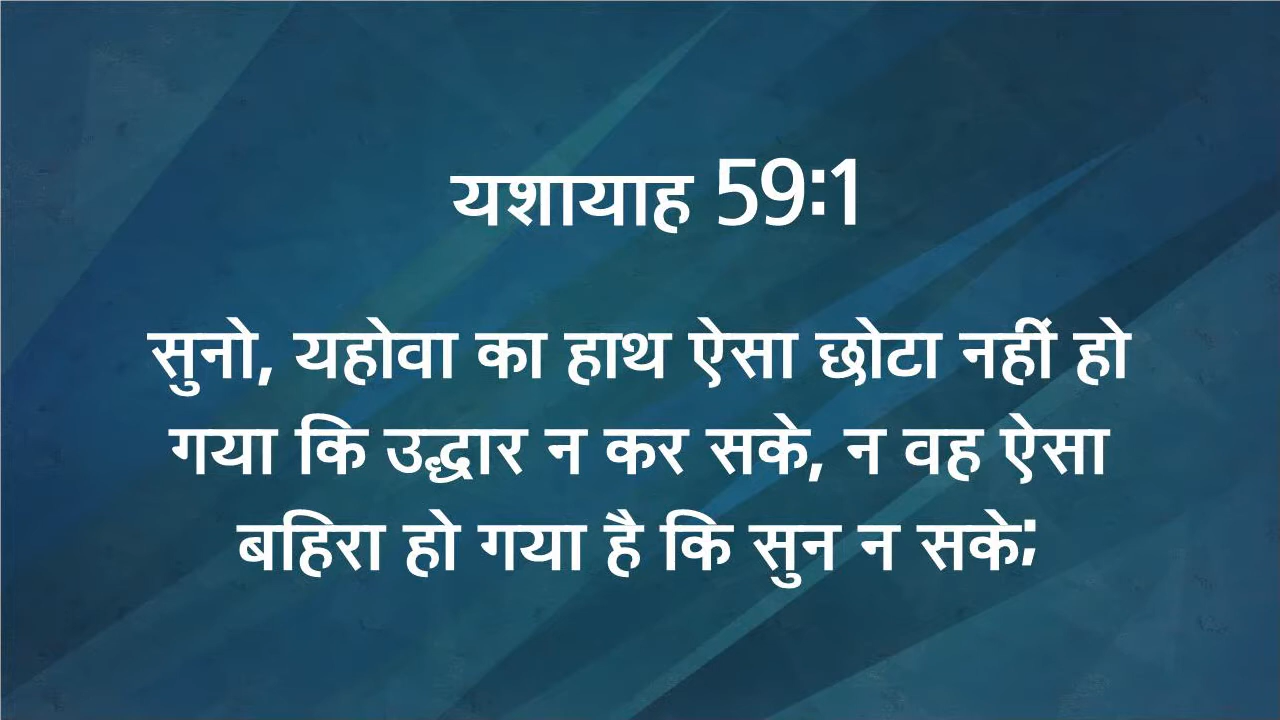 यशायाह 59:1
सुनो, यहोवा का हाथ ऐसा छोटा नहीं हो
गया कि उद्धार न कर सके, न वह ऐसा
बहिरा हो गया है कि सुन न सके;